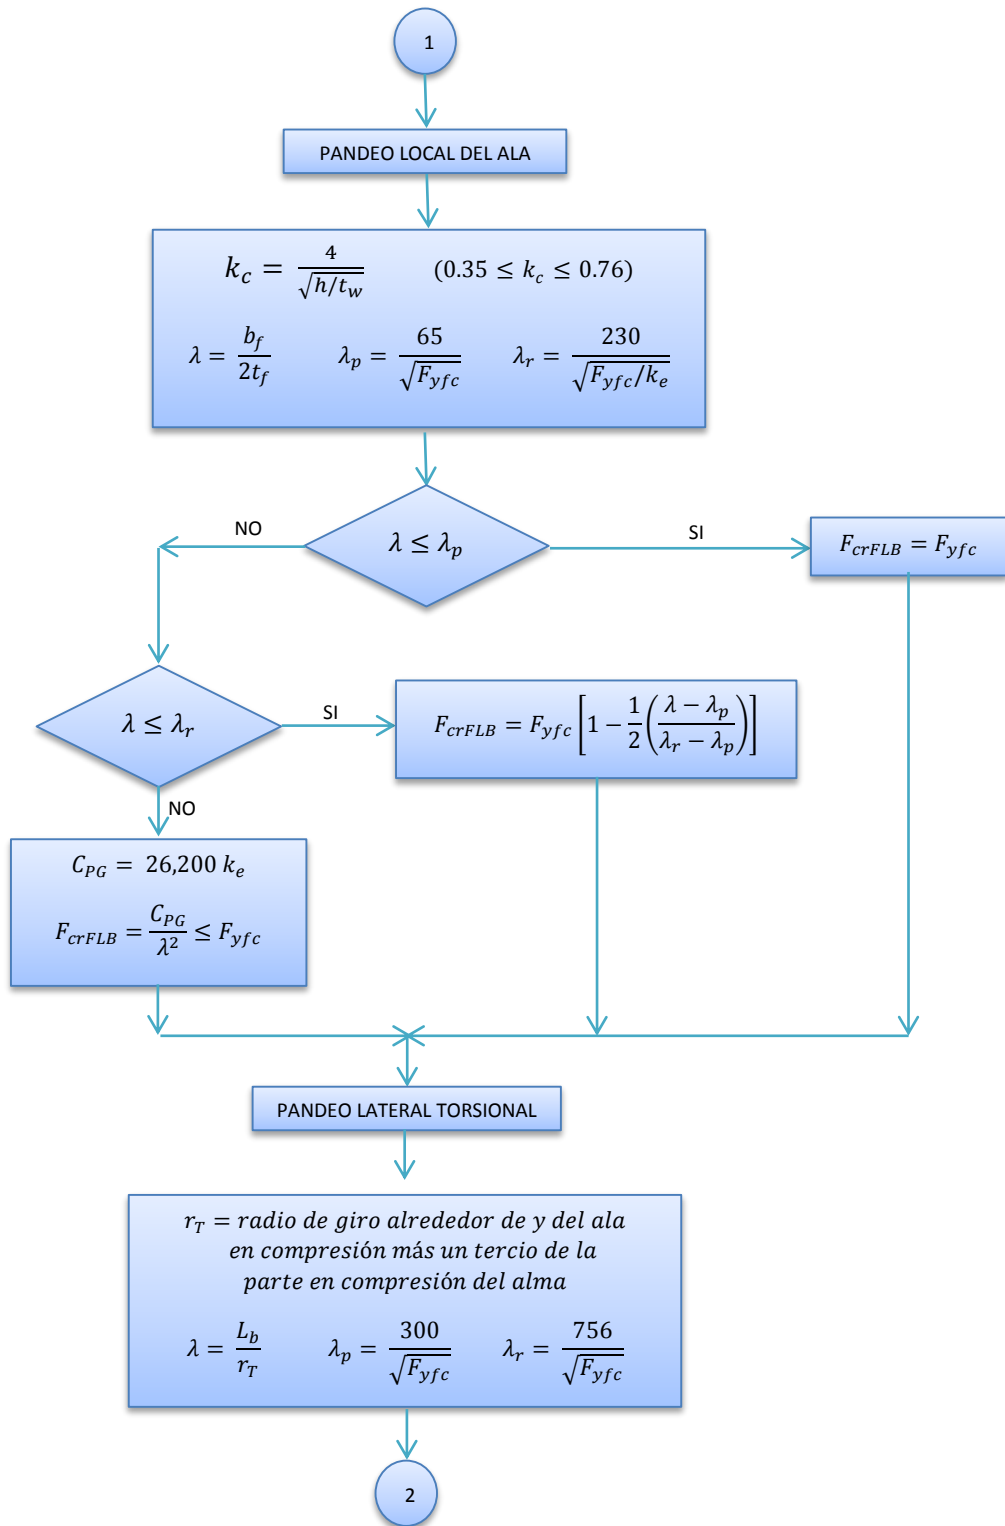 1
PANDEO LOCAL DEL ALA
k_c = 4 / √(h/t_w)   (0.35 ≤ k_c ≤ 0.76)
λ = b_f / 2t_f   λ_p = 65 / √F_yfc   λ_r = 230 / √(F_yfc/k_e)
λ ≤ λ_p
NO
SI
F_crFLB = F_yfc
λ ≤ λ_r
SI
F_crFLB = F_yfc [1 − 1/2 ((λ − λ_p) / (λ_r − λ_p))]
NO
C_PG = 26,200 k_e
F_crFLB = C_PG / λ² ≤ F_yfc
PANDEO LATERAL TORSIONAL
r_T = radio de giro alrededor de y del ala
en compresión más un tercio de la
parte en compresión del alma
λ = L_b / r_T   λ_p = 300 / √F_yfc   λ_r = 756 / √F_yfc
2